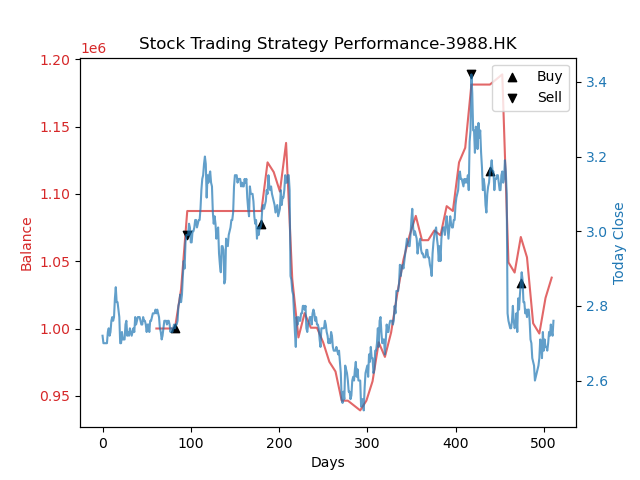 Stock Trading Strategy Performance-3988.HK
1e6
1.20
1.15
1.10
1.05
1.00
0.95
Balance
3.4
3.2
3.0
2.8
2.6
Today Close
Buy
Sell
0 100 200 300 400 500
Days